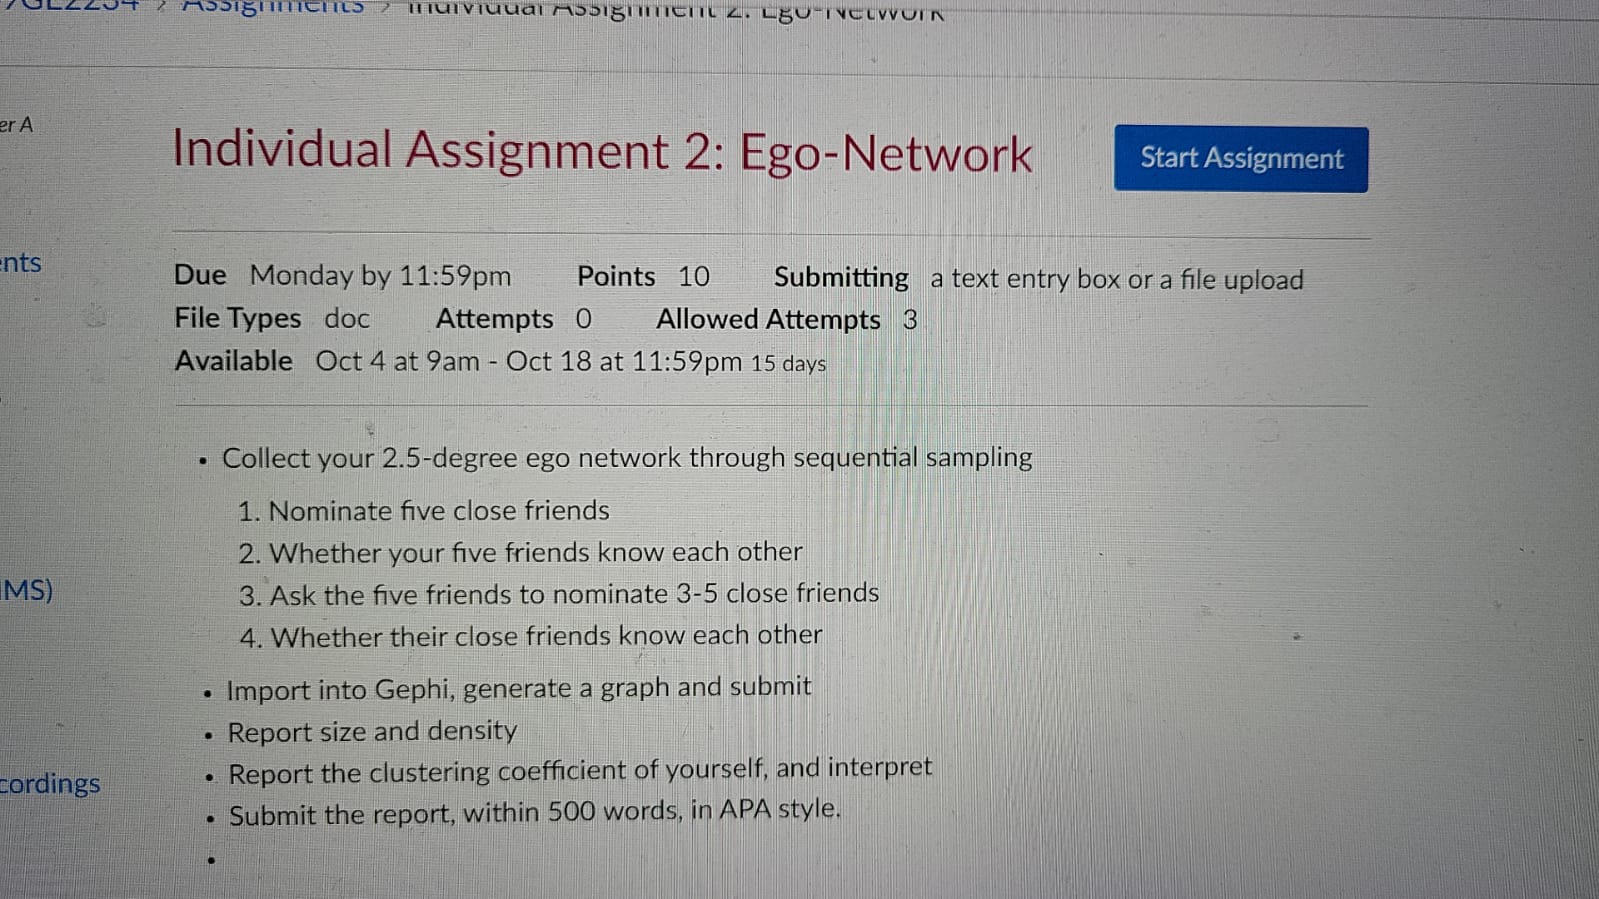 Assignments › Individual Assignment 2: Ego-Network
er A
Individual Assignment 2: Ego-Network
Start Assignment
ents
Due Monday by 11:59pm Points 10 Submitting a text entry box or a file upload
File Types doc Attempts 0 Allowed Attempts 3
Available Oct 4 at 9am - Oct 18 at 11:59pm 15 days
• Collect your 2.5-degree ego network through sequential sampling
1. Nominate five close friends
2. Whether your five friends know each other
MS)
3. Ask the five friends to nominate 3-5 close friends
4. Whether their close friends know each other
• Import into Gephi, generate a graph and submit
• Report size and density
cordings
• Report the clustering coefficient of yourself, and interpret
• Submit the report, within 500 words, in APA style.
•